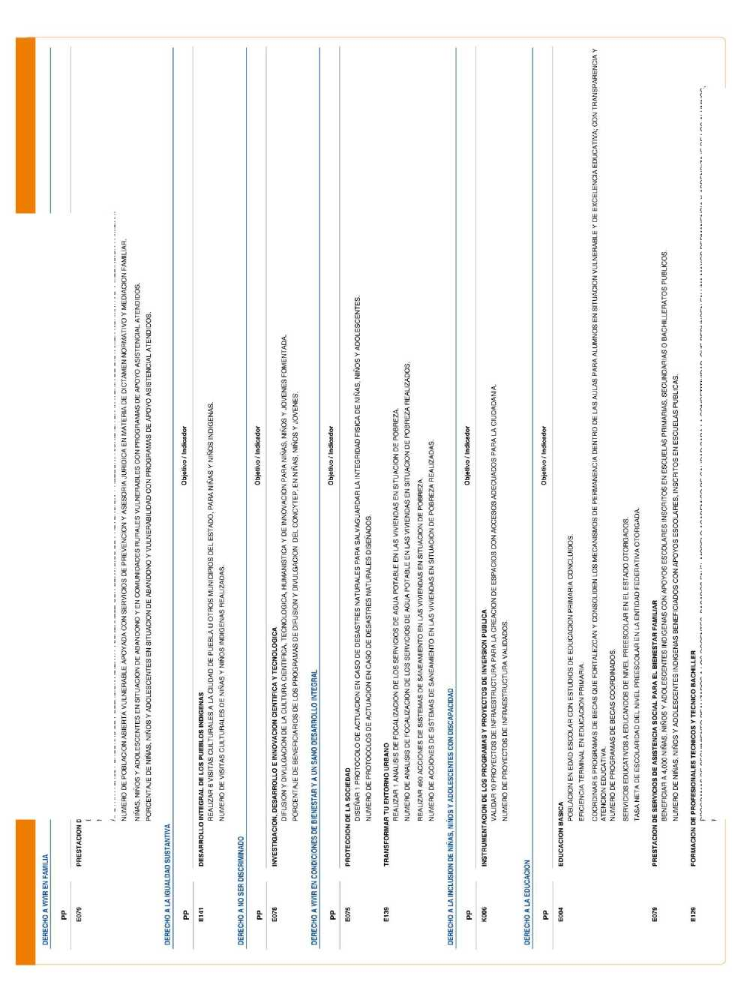 DERECHO A VIVIR EN FAMILIA
PP
E079 PRESTACION D
NUMERO DE POBLACION ABIERTA VULNERABLE APOYADA CON SERVICIOS DE PREVENCION Y ASESORIA JURIDICA EN MATERIA DE DICTAMEN NORMATIVO Y MEDIACION FAMILIAR.
NIÑAS, NIÑOS Y ADOLESCENTES EN SITUACION DE ABANDONO Y EN COMUNIDADES RURALES VULNERABLES CON PROGRAMAS DE APOYO ASISTENCIAL ATENDIDOS.
PORCENTAJE DE NIÑAS, NIÑOS Y ADOLESCENTES EN SITUACION DE ABANDONO Y VULNERABILIDAD CON PROGRAMAS DE APOYO ASISTENCIAL ATENDIDOS.
DERECHO A LA IGUALDAD SUSTANTIVA
PP Objetivo / Indicador
E141 DESARROLLO INTEGRAL DE LOS PUEBLOS INDIGENAS
REALIZAR 6 VISITAS CULTURALES A LA CIUDAD DE PUEBLA U OTROS MUNICIPIOS DEL ESTADO, PARA NIÑAS Y NIÑOS INDIGENAS.
NUMERO DE VISITAS CULTURALES DE NIÑAS Y NIÑOS INDIGENAS REALIZADAS.
DERECHO A NO SER DISCRIMINADO
PP Objetivo / Indicador
E078 INVESTIGACION, DESARROLLO E INNOVACION CIENTIFICA Y TECNOLOGICA
DIFUSION Y DIVULGACION DE LA CULTURA CIENTIFICA, TECNOLOGICA, HUMANISTICA Y DE INNOVACION PARA NIÑAS, NIÑOS Y JOVENES FOMENTADA.
PORCENTAJE DE BENEFICIARIOS DE LOS PROGRAMAS DE DIFUSION Y DIVULGACION DEL CONCYTEP, EN NIÑAS, NIÑOS Y JOVENES.
DERECHO A VIVIR EN CONDICIONES DE BIENESTAR Y A UN SANO DESARROLLO INTEGRAL
PP Objetivo / Indicador
E075 PROTECCION DE LA SOCIEDAD
DISEÑAR 1 PROTOCOLO DE ACTUACION EN CASO DE DESASTRES NATURALES PARA SALVAGUARDAR LA INTEGRIDAD FISICA DE NIÑAS, NIÑOS Y ADOLESCENTES.
NUMERO DE PROTOCOLOS DE ACTUACION EN CASO DE DESASTRES NATURALES DISEÑADOS.
E139 TRANSFORMAR TU ENTORNO URBANO
REALIZAR 1 ANALISIS DE FOCALIZACION DE LOS SERVICIOS DE AGUA POTABLE EN LAS VIVIENDAS EN SITUACION DE POBREZA.
NUMERO DE ANALISIS DE FOCALIZACION DE LOS SERVICIOS DE AGUA POTABLE EN LAS VIVIENDAS EN SITUACION DE POBREZA REALIZADOS.
REALIZAR 490 ACCIONES DE SISTEMAS DE SANEAMIENTO EN LAS VIVIENDAS EN SITUACION DE POBREZA.
NUMERO DE ACCIONES DE SISTEMAS DE SANEAMIENTO EN LAS VIVIENDAS EN SITUACION DE POBREZA REALIZADAS.
DERECHO A LA INCLUSION DE NIÑAS, NIÑOS Y ADOLESCENTES CON DISCAPACIDAD
PP Objetivo / Indicador
K006 INSTRUMENTACION DE LOS PROGRAMAS Y PROYECTOS DE INVERSION PUBLICA
VALIDAR 10 PROYECTOS DE INFRAESTRUCTURA PARA LA CREACION DE ESPACIOS CON ACCESOS ADECUADOS PARA LA CIUDADANIA.
NUMERO DE PROYECTOS DE INFRAESTRUCTURA VALIDADOS.
DERECHO A LA EDUCACION
PP Objetivo / Indicador
E004 EDUCACION BASICA
POBLACION EN EDAD ESCOLAR CON ESTUDIOS DE EDUCACION PRIMARIA CONCLUIDOS.
EFICIENCIA TERMINAL EN EDUCACION PRIMARIA.
COORDINAR 5 PROGRAMAS DE BECAS QUE FORTALEZCAN Y CONSOLIDEN LOS MECANISMOS DE PERMANENCIA DENTRO DE LAS AULAS PARA ALUMNOS EN SITUACION VULNERABLE Y DE EXCELENCIA EDUCATIVA; CON TRANSPARENCIA Y
ATENCION EDUCATIVA.
NUMERO DE PROGRAMAS DE BECAS COORDINADOS.
SERVICIOS EDUCATIVOS A EDUCANDOS DE NIVEL PREESCOLAR EN EL ESTADO OTORGADOS.
TASA NETA DE ESCOLARIDAD DEL NIVEL PREESCOLAR EN LA ENTIDAD FEDERATIVA OTORGADA.
E079 PRESTACION DE SERVICIOS DE ASISTENCIA SOCIAL PARA EL BIENESTAR FAMILIAR
BENEFICIAR A 4,000 NIÑAS, NIÑOS Y ADOLESCENTES INDIGENAS CON APOYOS ESCOLARES INSCRITOS EN ESCUELAS PRIMARIAS, SECUNDARIAS O BACHILLERATOS PUBLICOS.
NUMERO DE NIÑAS, NIÑOS Y ADOLESCENTES INDIGENAS BENEFICIADOS CON APOYOS ESCOLARES, INSCRITOS EN ESCUELAS PUBLICAS.
E129 FORMACION DE PROFESIONALES TECNICOS Y TECNICO BACHILLER